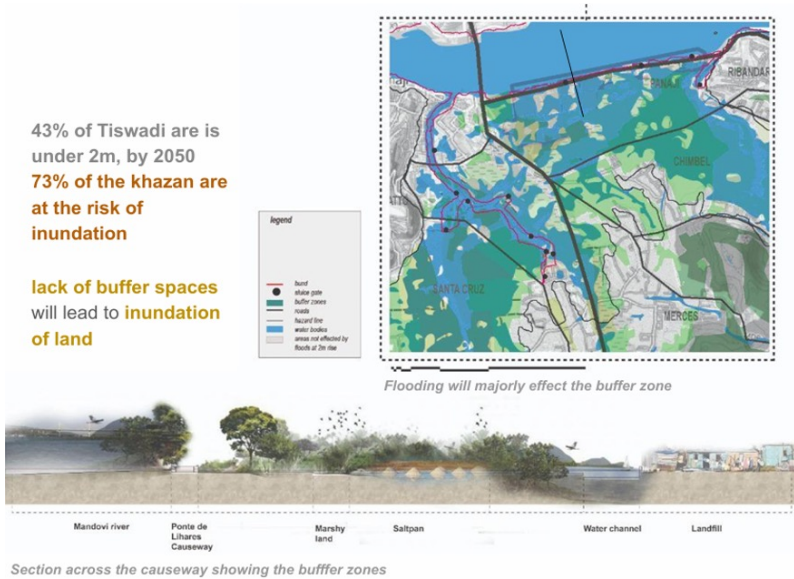 43% of Tiswadi are is
under 2m, by 2050
73% of the khazan are
at the risk of
inundation
lack of buffer spaces
will lead to inundation
of land
legend
bund
sluice gate
buffer zones
roads
hazard line
water bodies
areas not effected by
floods at 2m rise
RIBANDAR
PANAJI
CHIMBEL
SANTA CRUZ
MERCES
Flooding will majorly effect the buffer zone
Mandovi river
Ponte de
Lihares
Causeway
Marshy
land
Saltpan
Water channel
Landfill
Section across the causeway showing the bufffer zones